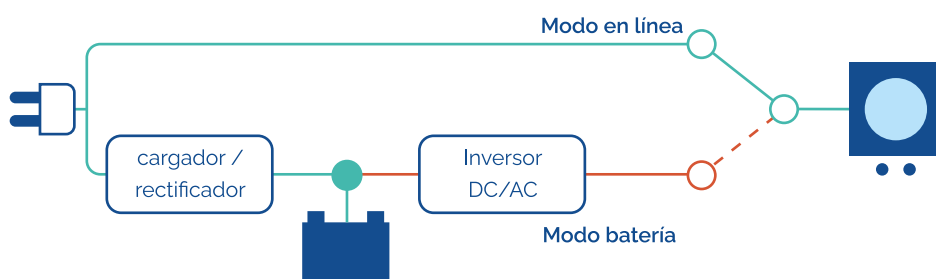 Modo en línea
cargador /
rectificador
Inversor
DC/AC
Modo batería